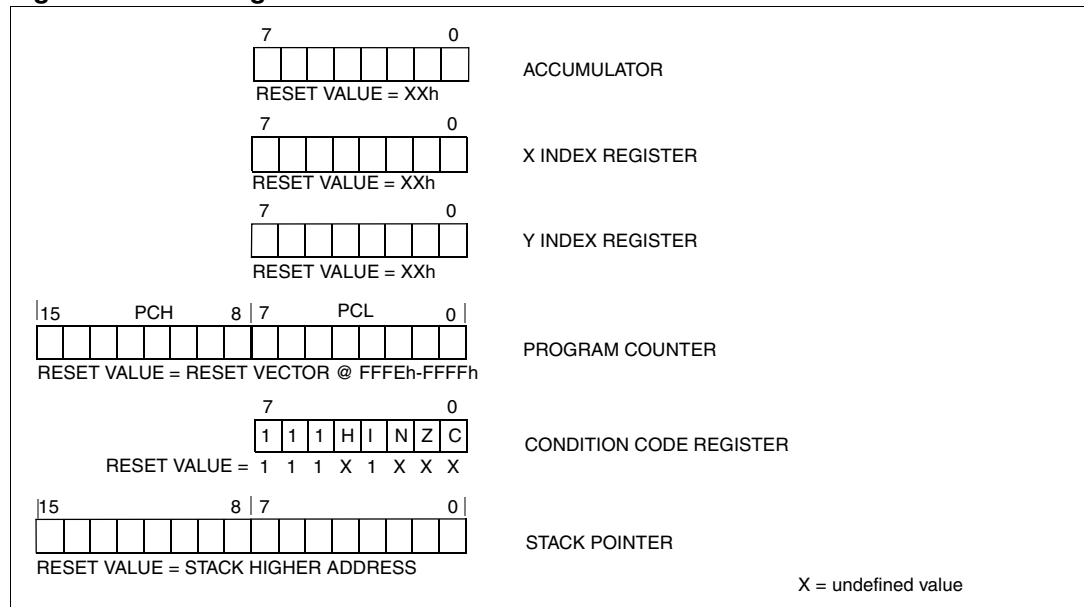 7 0
ACCUMULATOR
RESET VALUE = XXh
7 0
X INDEX REGISTER
RESET VALUE = XXh
7 0
Y INDEX REGISTER
RESET VALUE = XXh
15 PCH 8 7 PCL 0
PROGRAM COUNTER
RESET VALUE = RESET VECTOR @ FFFEh-FFFFh
7 0
1 1 1 H I N Z C
CONDITION CODE REGISTER
RESET VALUE = 1 1 1 X 1 X X X
15 8 7 0
STACK POINTER
RESET VALUE = STACK HIGHER ADDRESS
X = undefined value